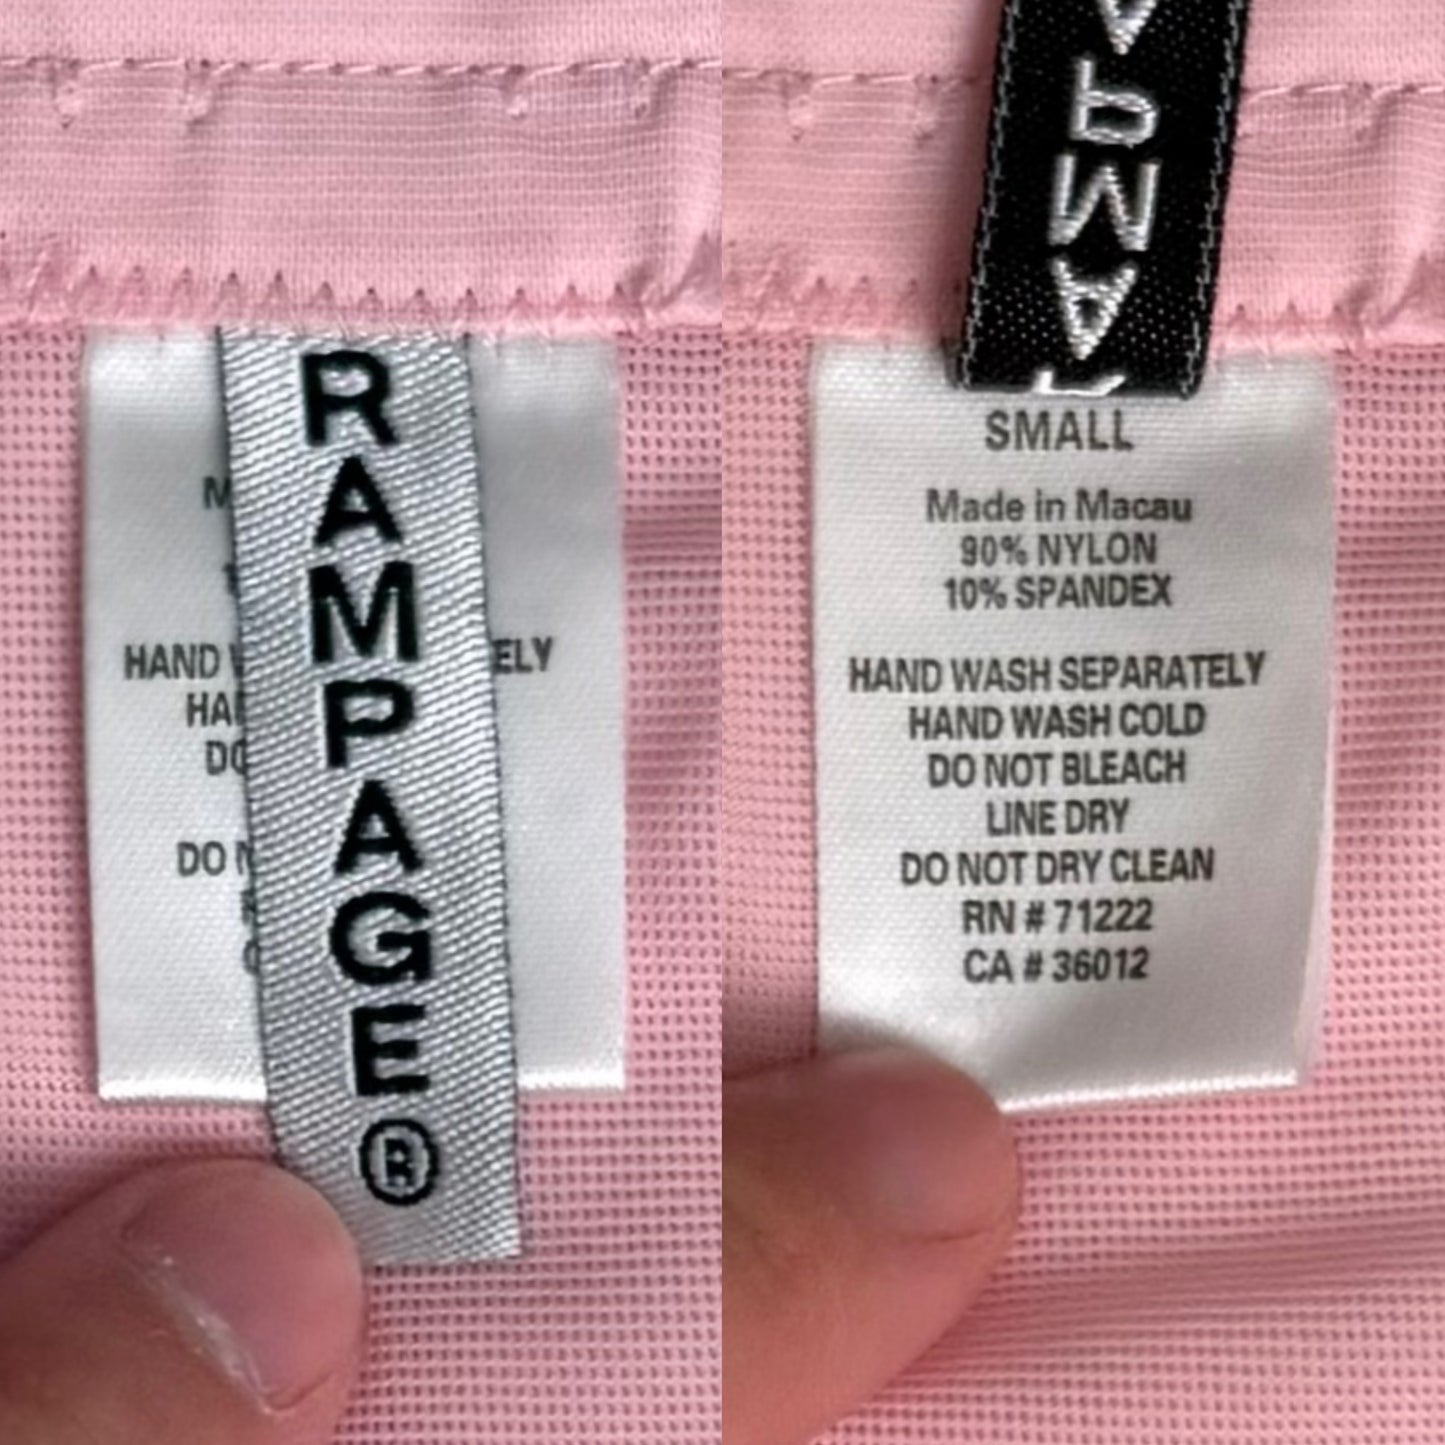 RAMPAGE®
HAND
ELY
HA
DO
DO
SMALL
Made in Macau
90% NYLON
10% SPANDEX
HAND WASH SEPARATELY
HAND WASH COLD
DO NOT BLEACH
LINE DRY
DO NOT DRY CLEAN
RN # 71222
CA # 36012